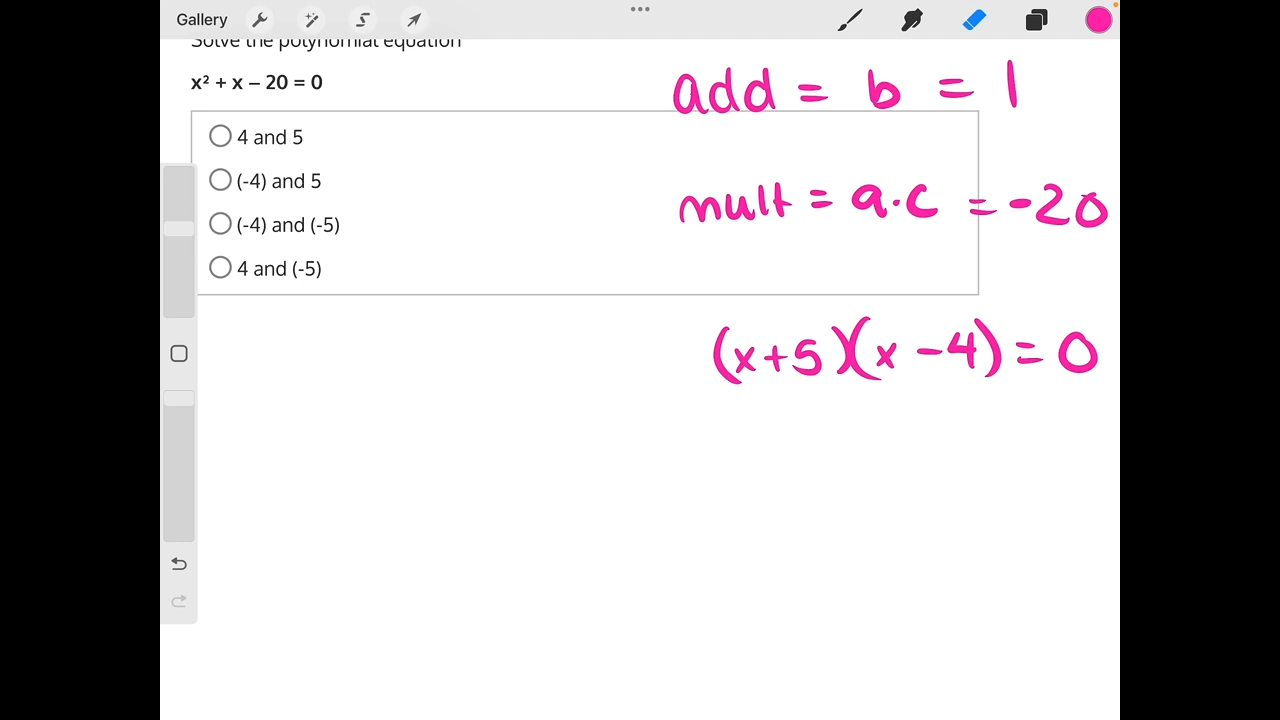 Gallery
Solve the polynomial equation
x² + x – 20 = 0
add = b = 1
4 and 5
(-4) and 5
mult = a·c = -20
(-4) and (-5)
4 and (-5)
(x+5)(x-4)=0